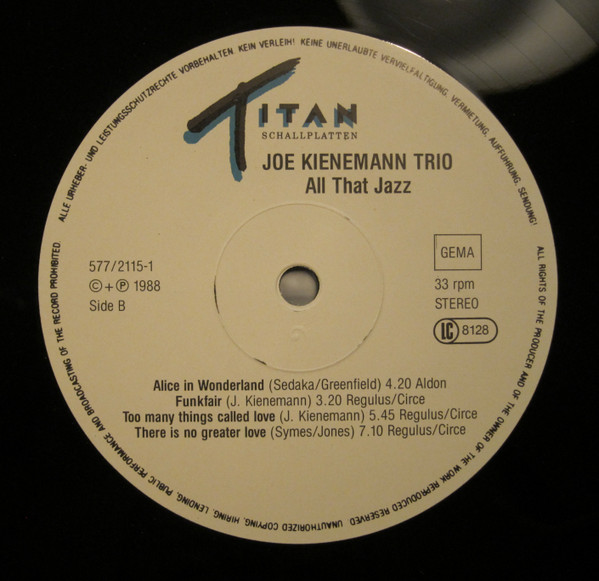 ALLE URHEBER- UND LEISTUNGSSCHUTZRECHTE VORBEHALTEN. KEIN VERLEIH! KEINE UNERLAUBTE VERVIELFÄLTIGUNG, VERMIETUNG, AUFFÜHRUNG, SENDUNG!
TITAN
SCHALLPLATTEN
JOE KIENEMANN TRIO
All That Jazz
577/2115-1
© + ℗ 1988
Side B
GEMA
33 rpm
STEREO
LC 8128
Alice in Wonderland (Sedaka/Greenfield) 4.20 Aldon
Funkfair (J. Kienemann) 3.20 Regulus/Circe
Too many things called love (J. Kienemann) 5.45 Regulus/Circe
There is no greater love (Symes/Jones) 7.10 Regulus/Circe
ALL RIGHTS OF THE PRODUCER AND OF THE OWNER OF THE WORK REPRODUCED RESERVED. UNAUTHORIZED COPYING, HIRING, LENDING, PUBLIC PERFORMANCE AND BROADCASTING OF THE RECORD PROHIBITED.